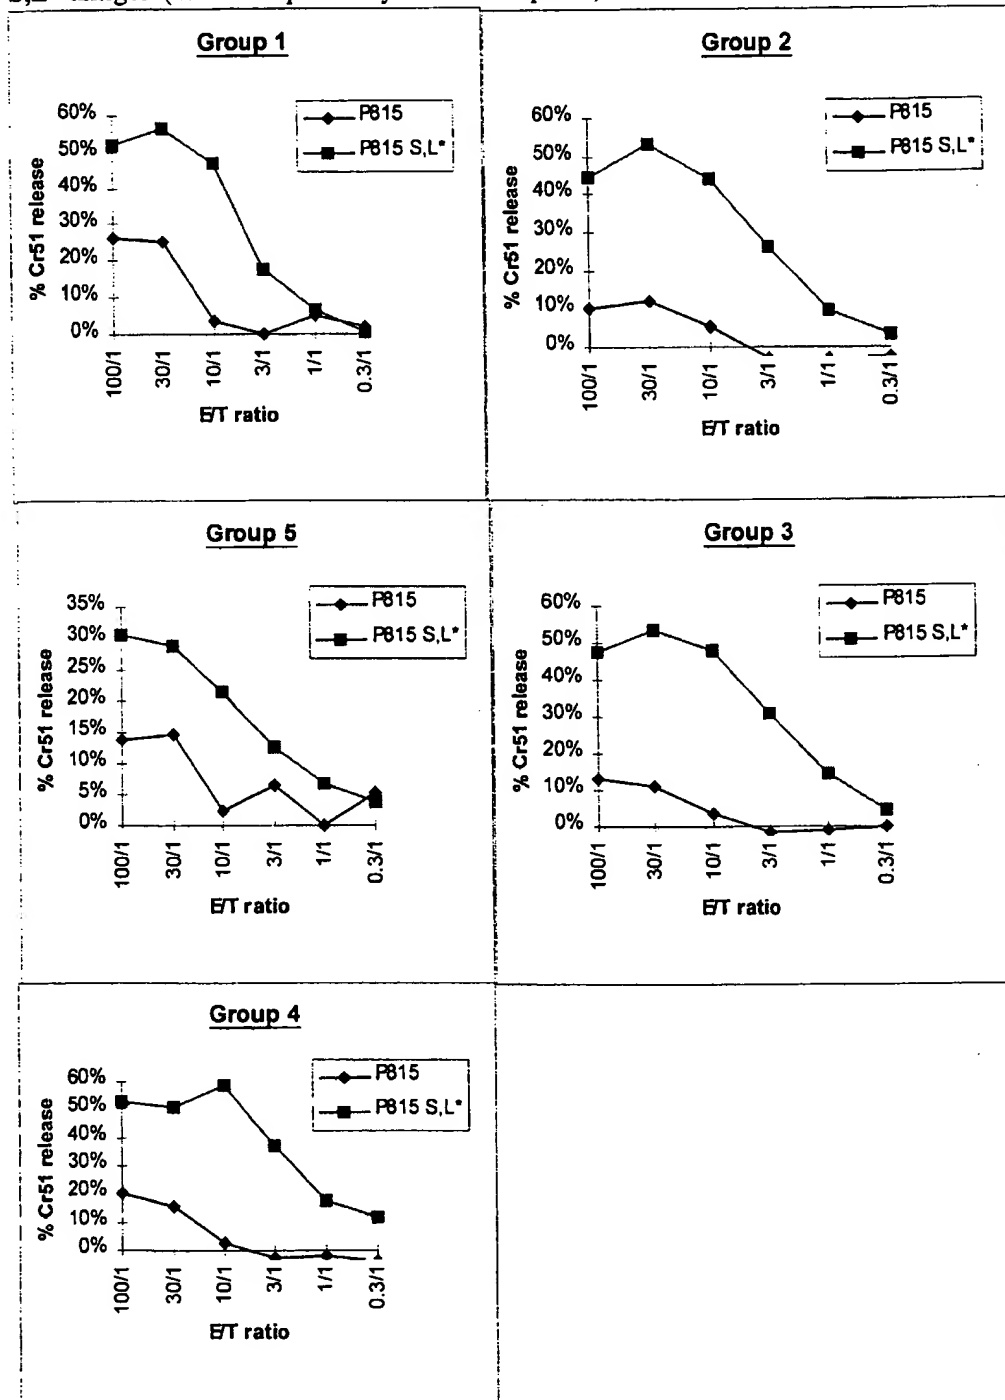 Group 1
60%
50%
40%
30%
20%
10%
0%
% Cr51 release
P815
P815 S,L*
100/1
30/1
10/1
3/1
1/1
0.3/1
E/T ratio
Group 2
60%
50%
40%
30%
20%
10%
0%
% Cr51 release
P815
P815 S,L*
100/1
30/1
10/1
3/1
1/1
0.3/1
E/T ratio
Group 5
35%
30%
25%
20%
15%
10%
5%
0%
% Cr51 release
P815
P815 S,L*
100/1
30/1
10/1
3/1
1/1
0.3/1
E/T ratio
Group 3
60%
50%
40%
30%
20%
10%
0%
% Cr51 release
P815
P815 S,L*
100/1
30/1
10/1
3/1
1/1
0.3/1
E/T ratio
Group 4
60%
50%
40%
30%
20%
10%
0%
% Cr51 release
P815
P815 S,L*
100/1
30/1
10/1
3/1
1/1
0.3/1
E/T ratio